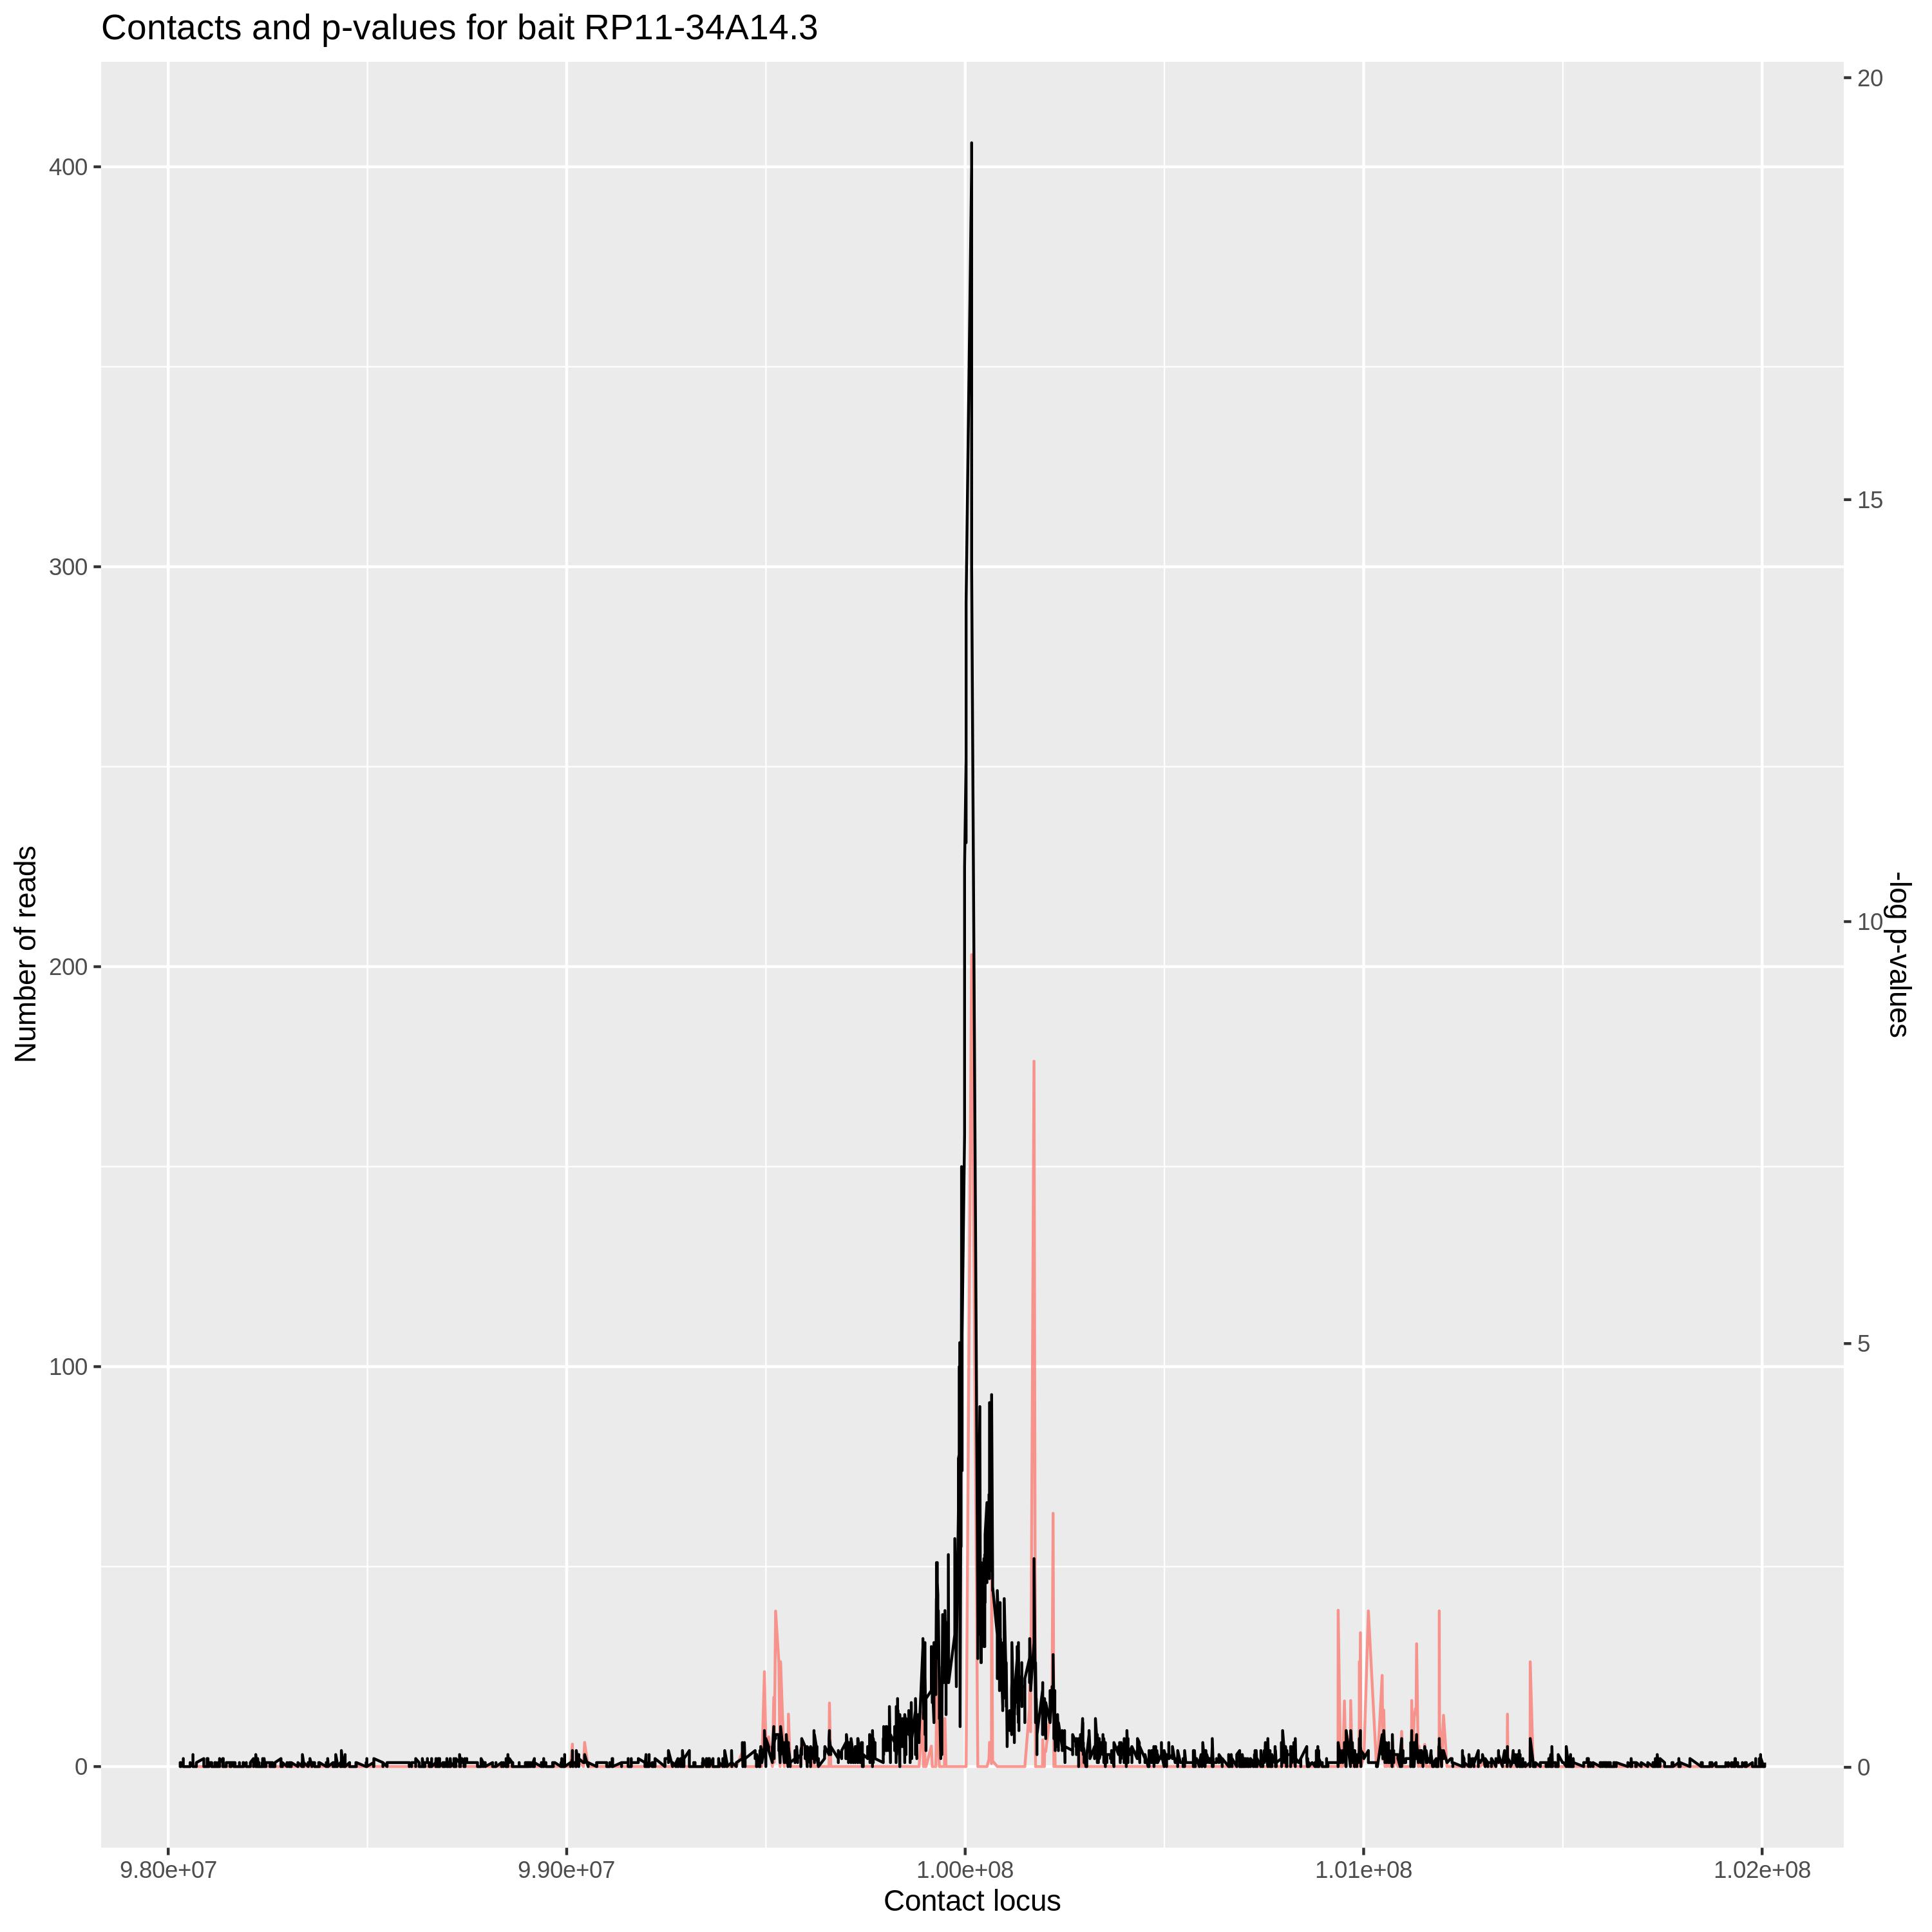 Contacts and p-values for bait RP11-34A14.3
400
300
200
100
0
20
15
10
5
0
Number of reads
-log p-values
9.80e+07
9.90e+07
1.00e+08
1.01e+08
1.02e+08
Contact locus